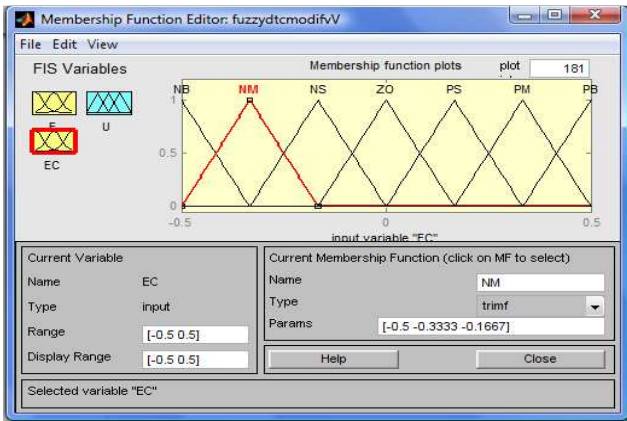 Membership Function Editor: fuzzydtcmodifvV
File Edit View
FIS Variables
Membership function plots
plot
181
NB NM NS ZO PS PM PB
1
0.5
0
-0.5 0 0.5
input variable "EC"
U
EC
Current Variable
Name EC
Type input
Range [-0.5 0.5]
Display Range [-0.5 0.5]
Current Membership Function (click on MF to select)
Name NM
Type trimf
Params [-0.5 -0.3333 -0.1667]
Help Close
Selected variable "EC"